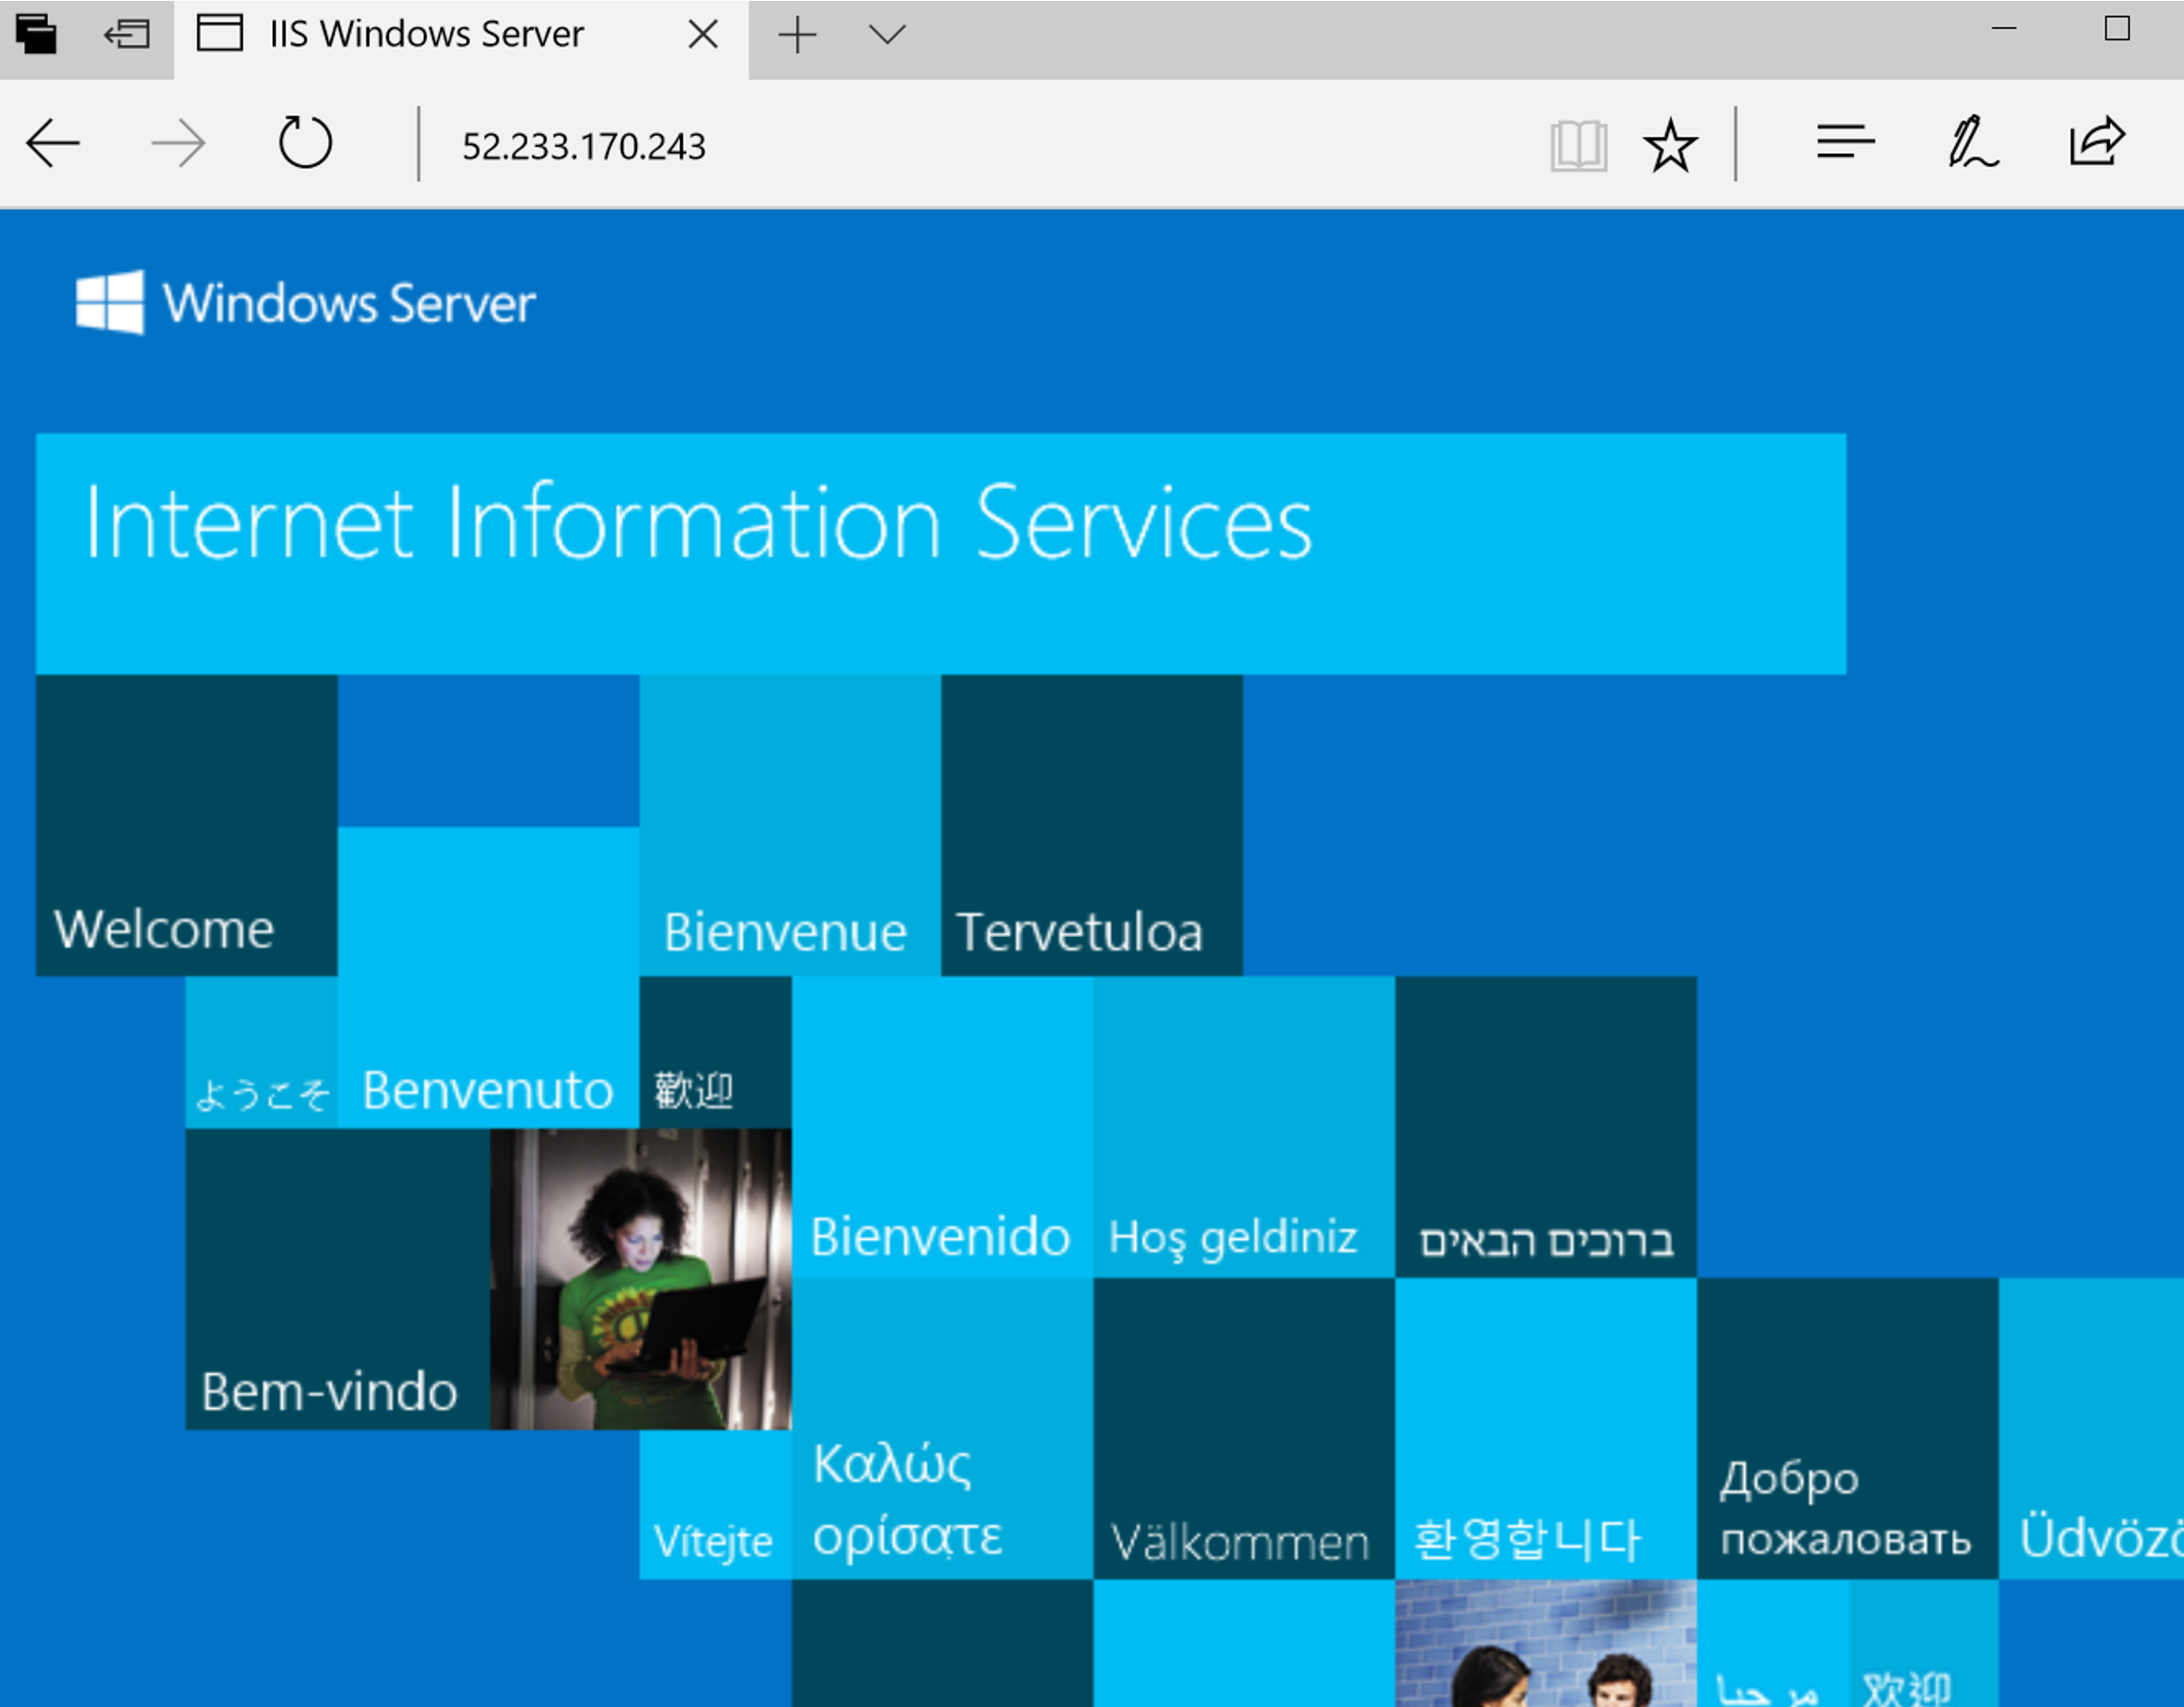 IIS Windows Server
52.233.170.243
Windows Server
Internet Information Services
Welcome
Bienvenue
Tervetuloa
ようこそ
Benvenuto
歡迎
Bienvenido
Hoş geldiniz
ברוכים הבאים
Bem-vindo
Καλώς
ορίσατε
Vítejte
Välkommen
환영합니다
Добро
пожаловать
مرحبا
欢迎